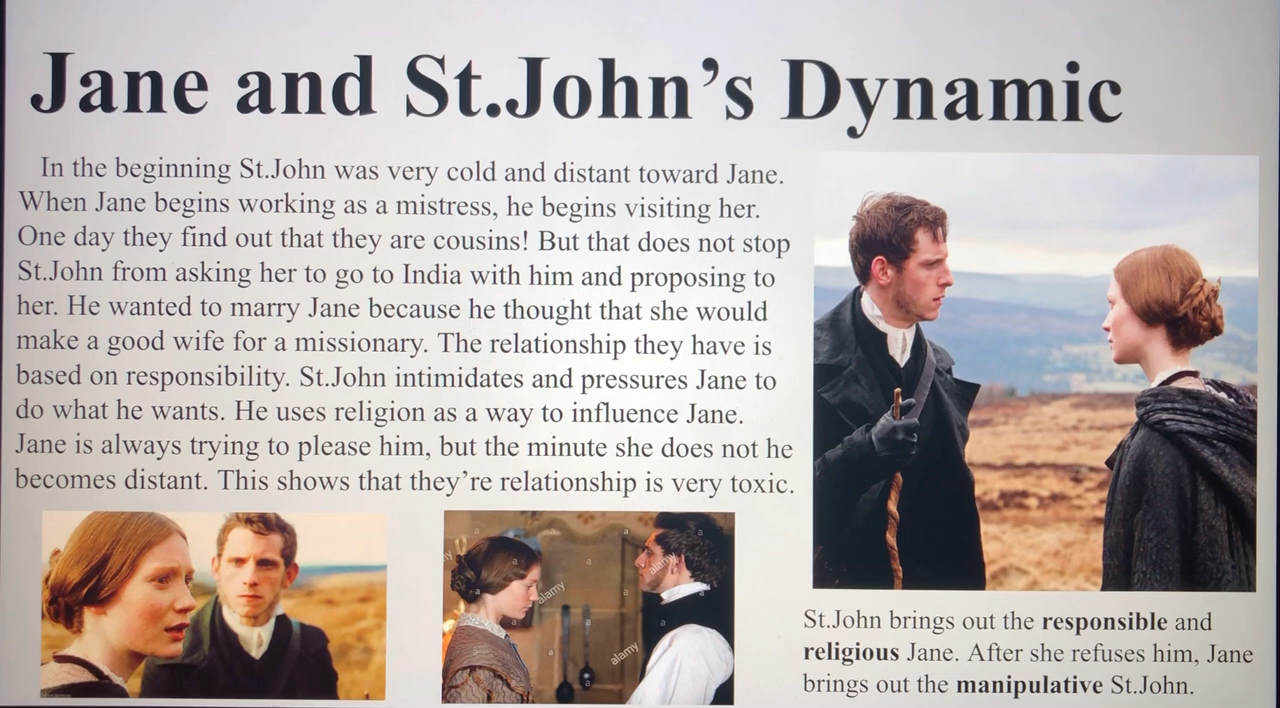 Jane and St.John’s Dynamic
In the beginning St.John was very cold and distant toward Jane.
When Jane begins working as a mistress, he begins visiting her.
One day they find out that they are cousins! But that does not stop
St.John from asking her to go to India with him and proposing to
her. He wanted to marry Jane because he thought that she would
make a good wife for a missionary. The relationship they have is
based on responsibility. St.John intimidates and pressures Jane to
do what he wants. He uses religion as a way to influence Jane.
Jane is always trying to please him, but the minute she does not he
becomes distant. This shows that they’re relationship is very toxic.
alamy
alamy
alamy
St.John brings out the responsible and
religious Jane. After she refuses him, Jane
brings out the manipulative St.John.